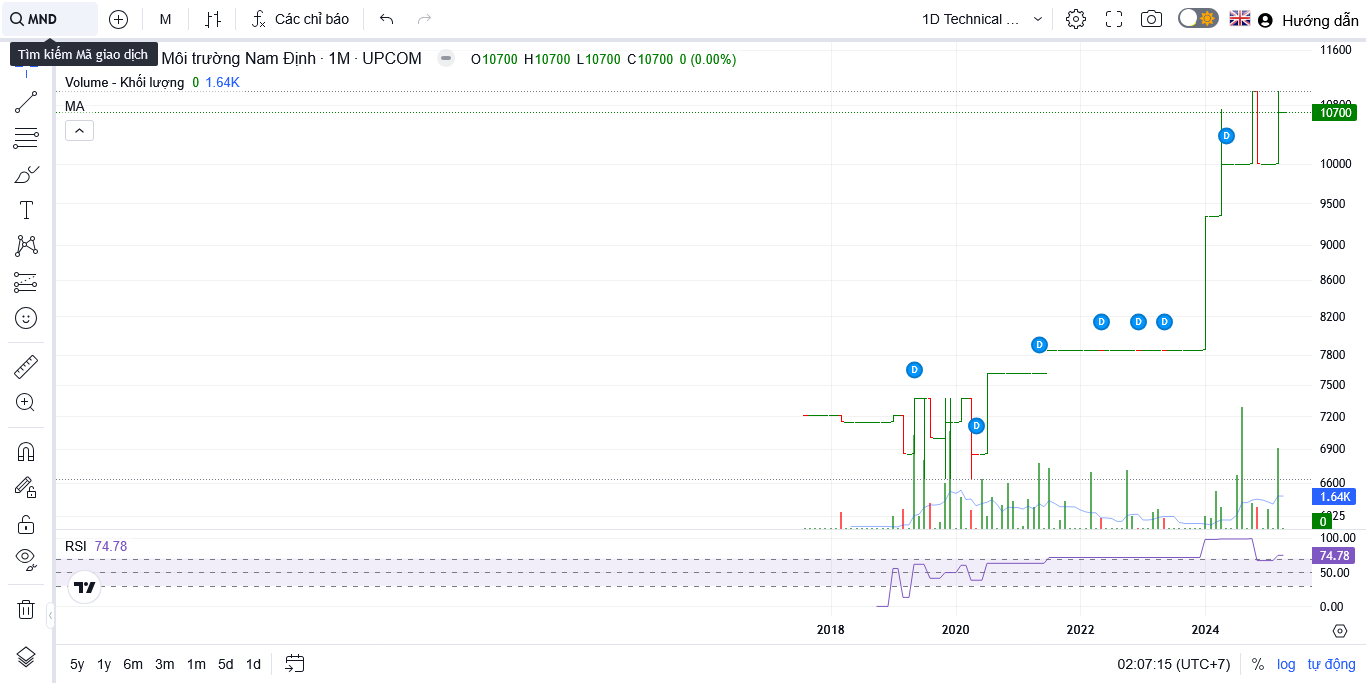 MND
M
Các chỉ báo
1D Technical ...
Hướng dẫn
Tìm kiếm Mã giao dịch
Môi trường Nam Định · 1M · UPCOM
O10700 H10700 L10700 C10700 0 (0.00%)
Volume - Khối lượng 0 1.64K
MA
11600
10800
10700
10000
9500
9000
8600
8200
7800
7500
7200
6900
6600
1.64K
0
D
D
D
D
D
D
D
RSI 74.78
100.00
74.78
50.00
0.00
2018
2020
2022
2024
5y 1y 6m 3m 1m 5d 1d
02:07:15 (UTC+7)
% log tự động